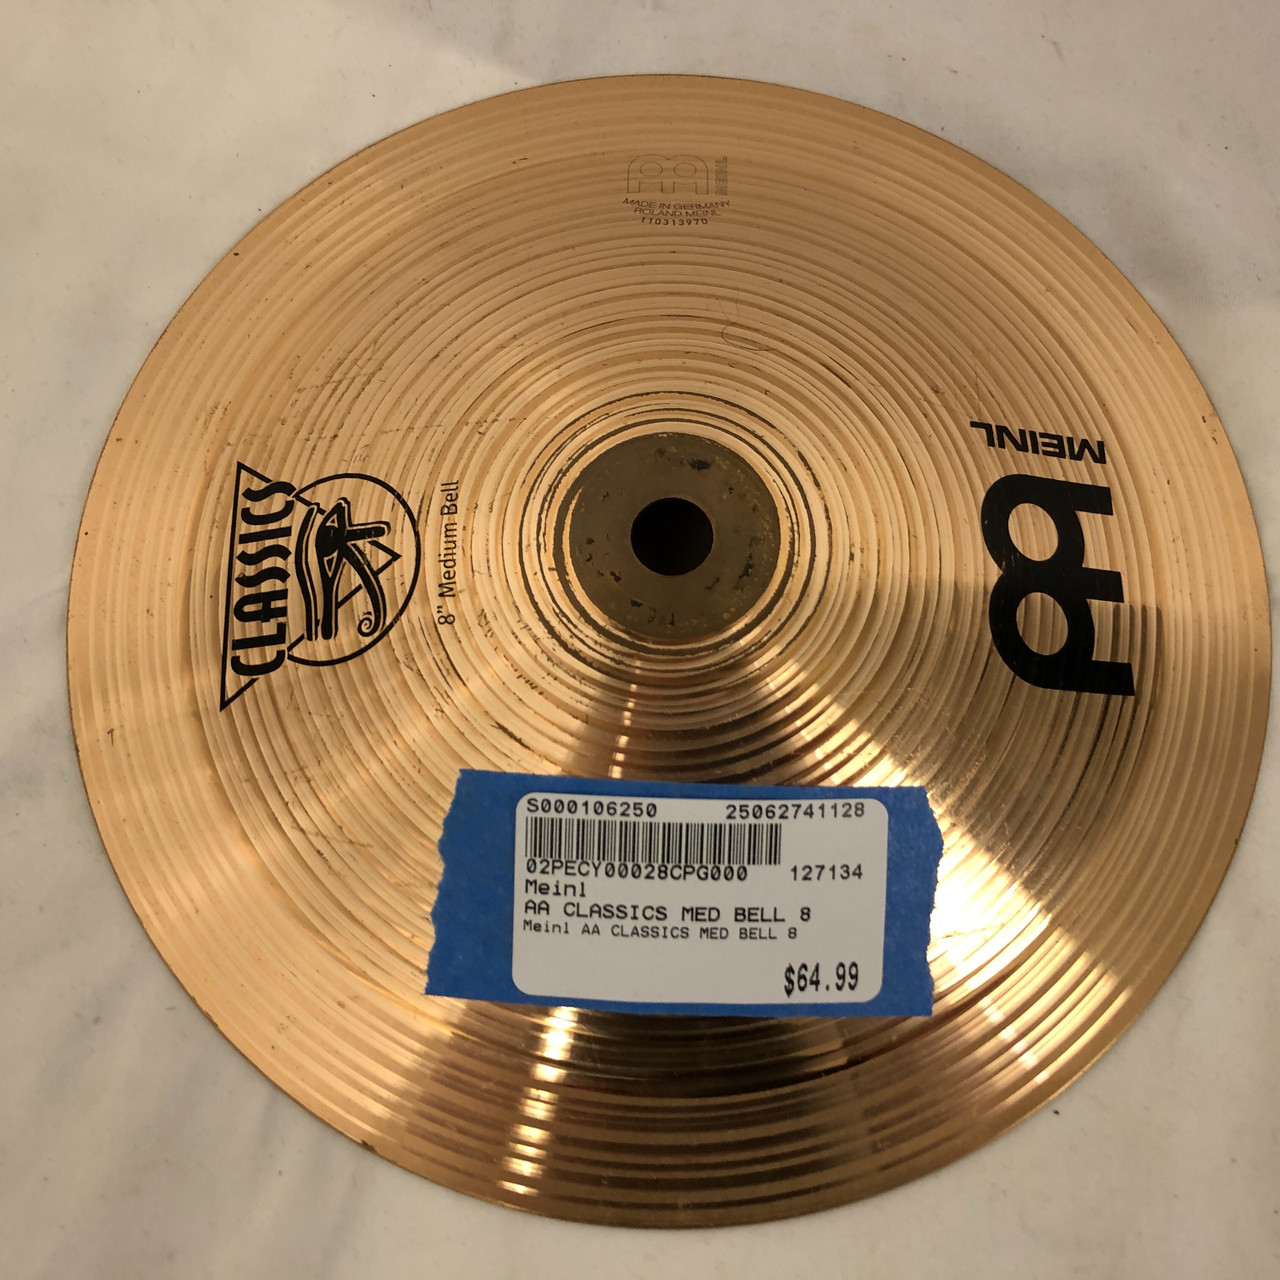 MEINL
MADE IN GERMANY
ROLAND MEINL
110313970
MEINL
CLASSICS
8" Medium Bell
S000106250 25062741128
02PECY00028CPG000 127134
Meinl
AA CLASSICS MED BELL 8
Meinl AA CLASSICS MED BELL 8
$64.99